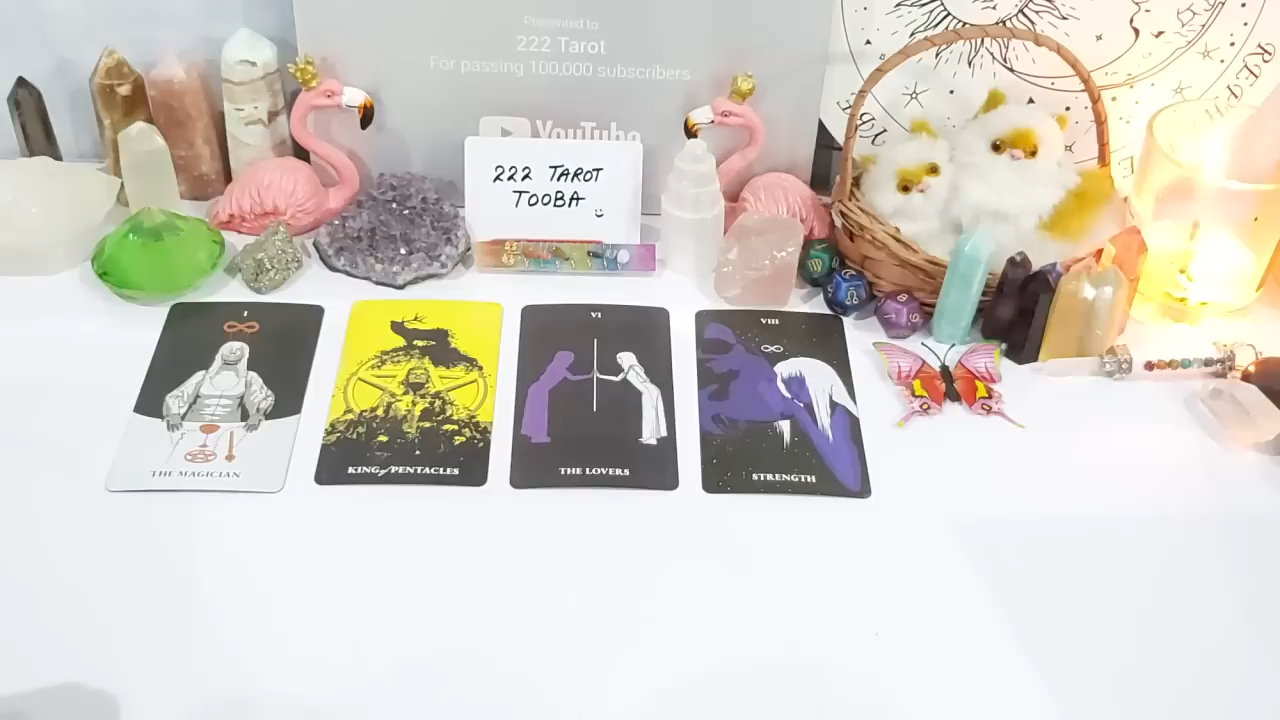 Presented to
222 Tarot
For passing 100,000 subscribers
YouTube
222 TAROT
TOOBA
I
THE MAGICIAN
KING of PENTACLES
VI
THE LOVERS
VIII
STRENGTH